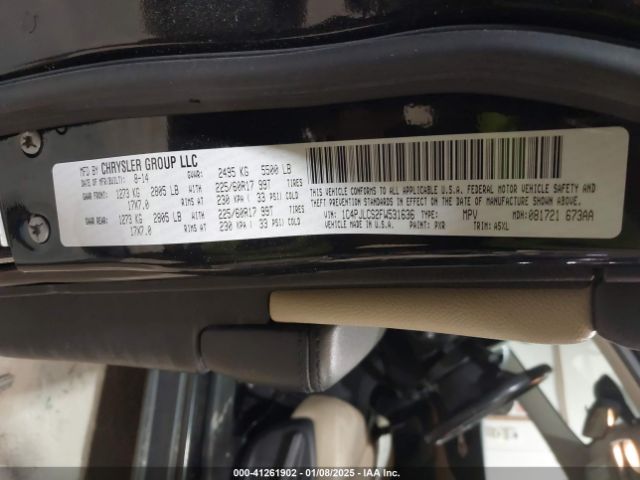 MFD BY CHRYSLER GROUP LLC
DATE OF MFR(BUILT): 8-14 GVWR: 2495 KG 5500 LB
GAWR FRONT: 1273 KG 2805 LB WITH 225/60R17 99T TIRES
17X7.0 RIMS AT 230 KPA ( 33 PSI) COLD
GAWR REAR: 1273 KG 2805 LB WITH 225/60R17 99T TIRES
17X7.0 RIMS AT 230 KPA ( 33 PSI) COLD
THIS VEHICLE CONFORMS TO ALL APPLICABLE U.S.A. FEDERAL MOTOR VEHICLE SAFETY AND
THEFT PREVENTION STANDARDS IN EFFECT ON THE DATE OF MANUFACTURE SHOWN ABOVE.
VIN: 1C4PJLCS2FW531636 TYPE: MPV MDH:081721 673AA
VEHICLE MADE IN U.S.A. PAINT: PXR TRIM: A5XL
000-41261902 | 01/08/2025 - IAA Inc.